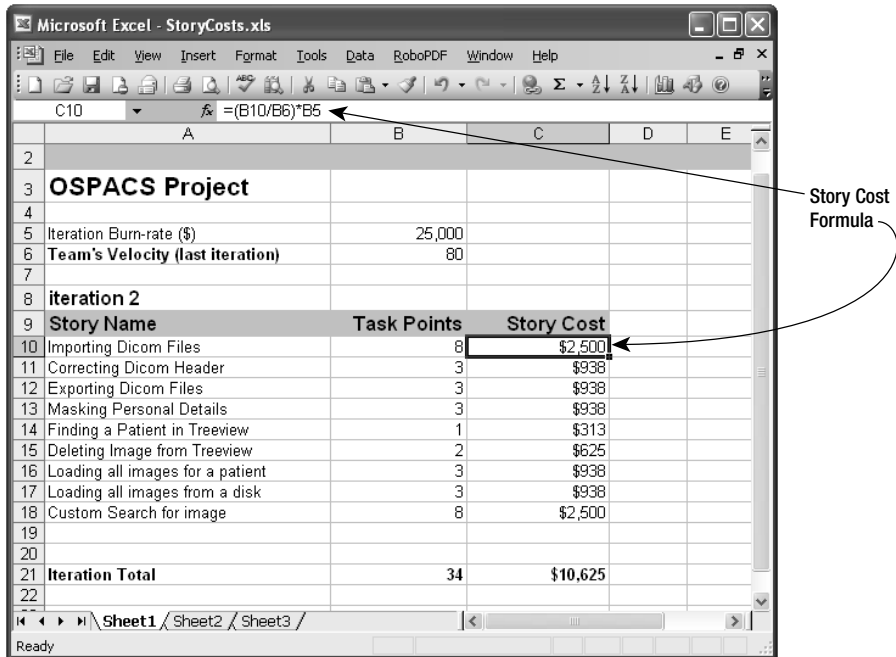 Microsoft Excel - StoryCosts.xls
File Edit View Insert Format Tools Data RoboPDF Window Help
C10 fx =(B10/B6)*B5
A B C D E
2
3 OSPACS Project
4
5 Iteration Burn-rate ($) 25,000
6 Team's Velocity (last iteration) 80
7
8 iteration 2
9 Story Name Task Points Story Cost
10 Importing Dicom Files 8 $2,500
11 Correcting Dicom Header 3 $938
12 Exporting Dicom Files 3 $938
13 Masking Personal Details 3 $938
14 Finding a Patient in Treeview 1 $313
15 Deleting Image from Treeview 2 $625
16 Loading all images for a patient 3 $938
17 Loading all images from a disk 3 $938
18 Custom Search for image 8 $2,500
19
20
21 Iteration Total 34 $10,625
22
Sheet1 / Sheet2 / Sheet3 /
Ready
Story Cost
Formula